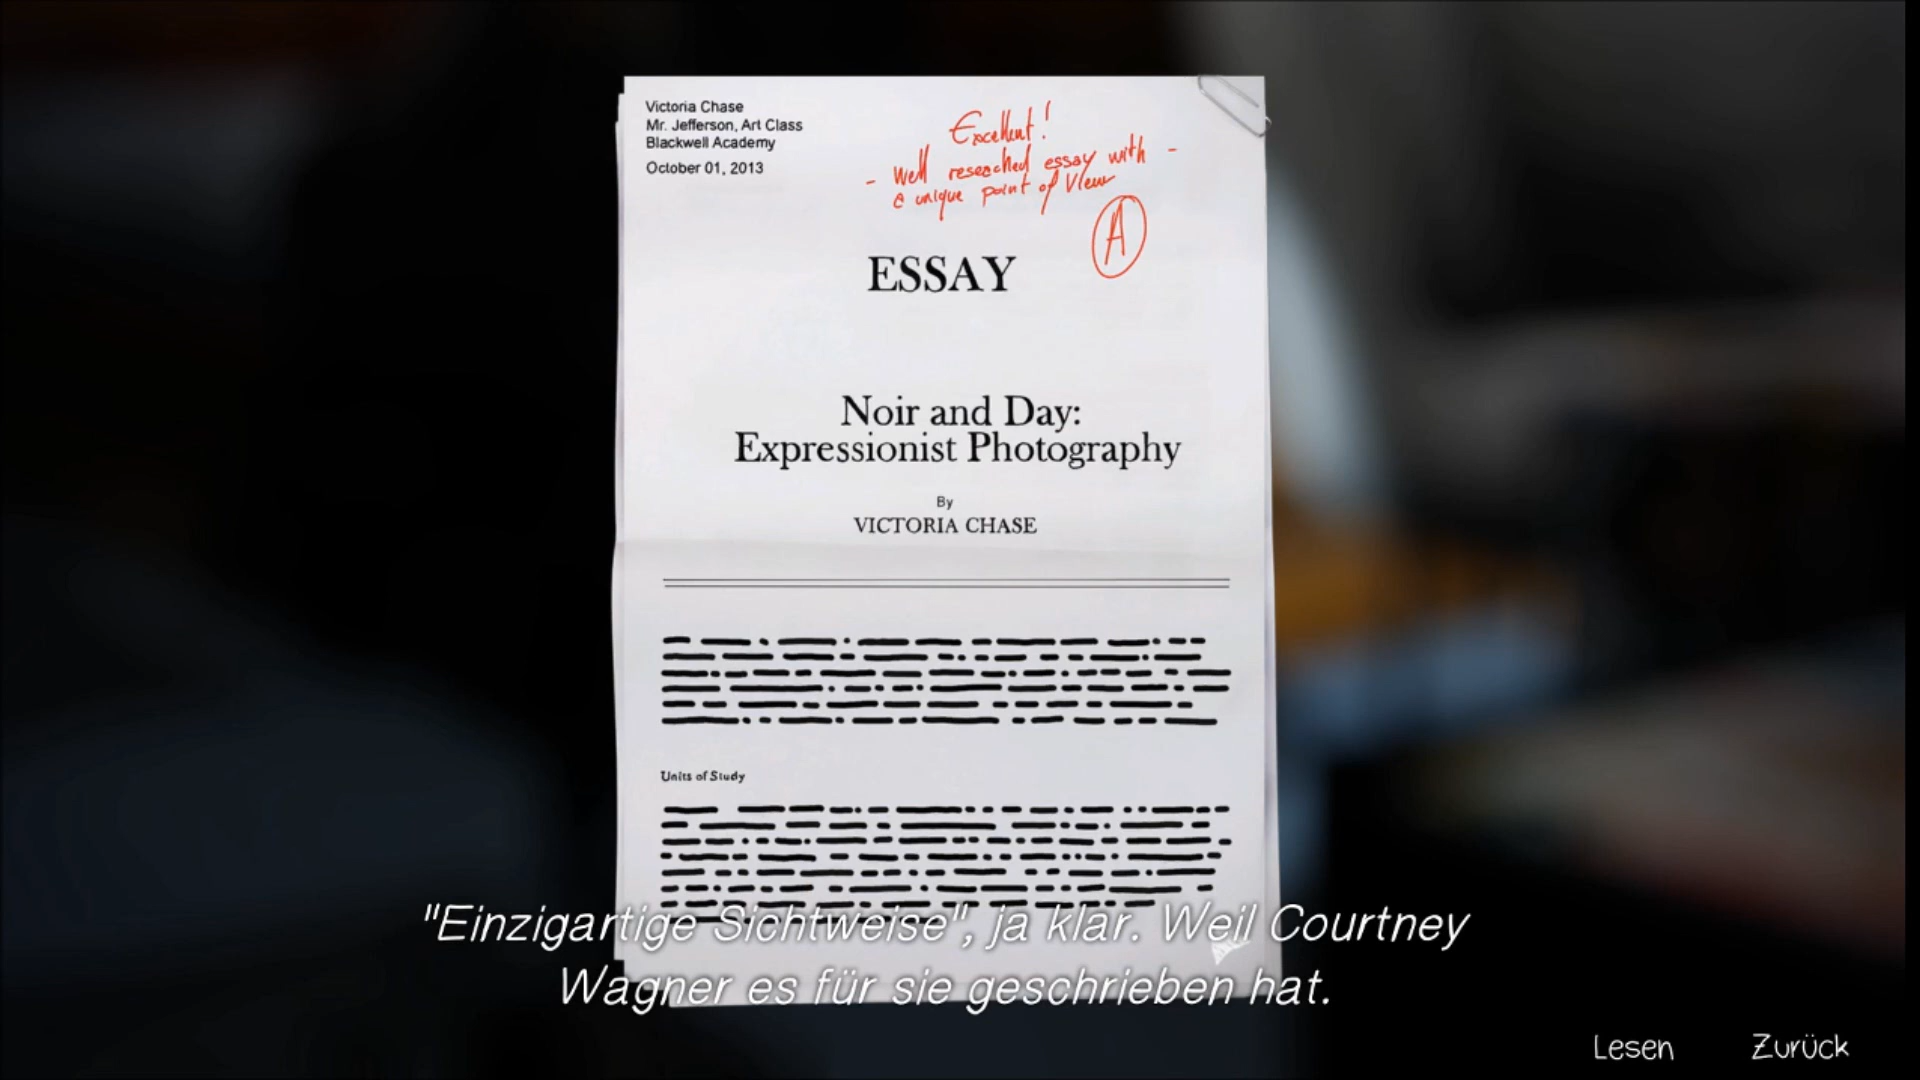 Victoria Chase
Mr. Jefferson, Art Class
Blackwell Academy
October 01, 2013
Excellent!
- Well reseached essay with -
a unique point of View
A
ESSAY
Noir and Day:
Expressionist Photography
By
VICTORIA CHASE
Units of Study
"Einzigartige Sichtweise", ja klar. Weil Courtney
Wagner es für sie geschrieben hat.
Lesen Zurück